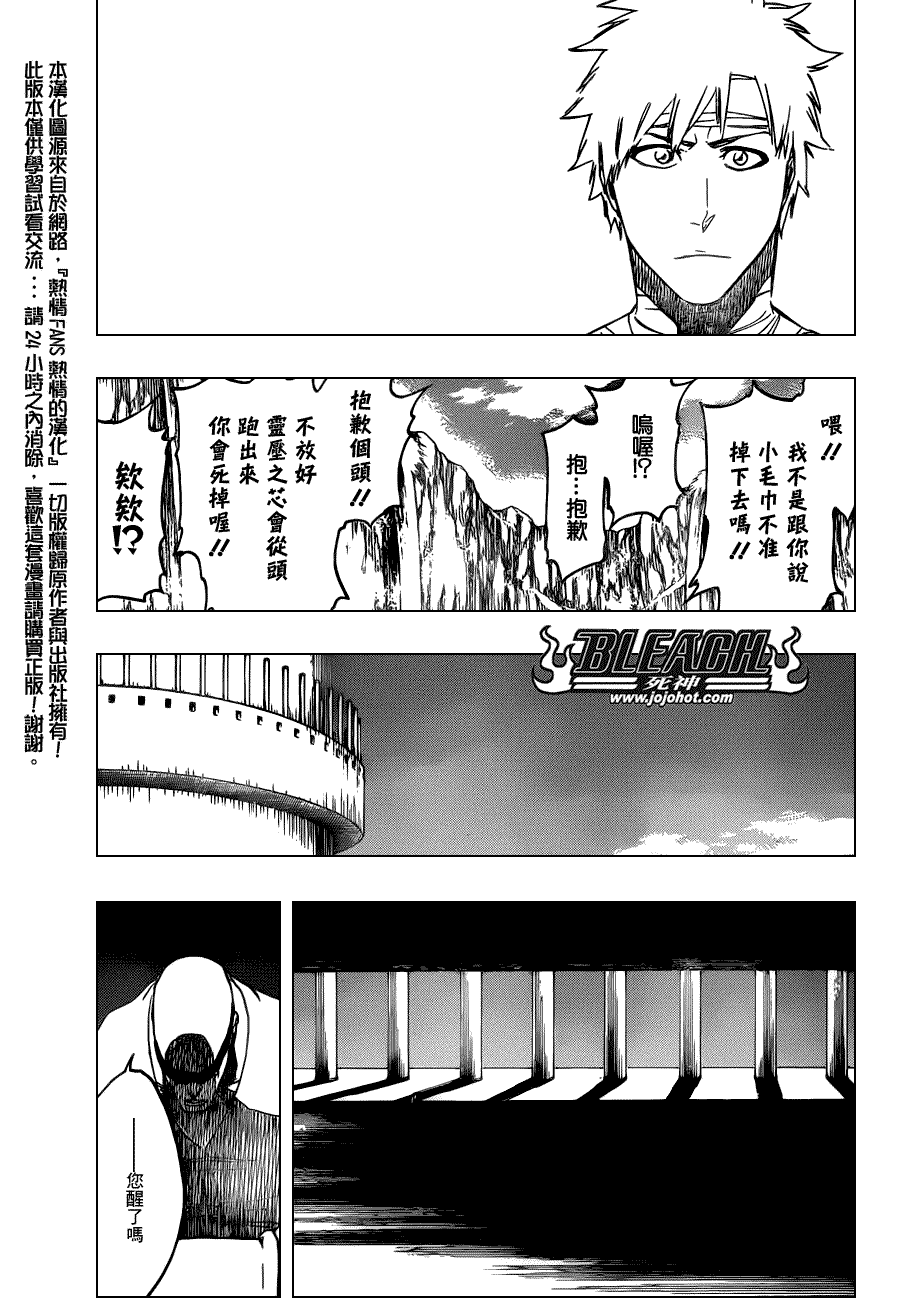 喂!!
我不是跟你說
小毛巾不准
掉下去嗎!!
嗚喔!?
抱…抱歉
抱歉個頭!!
不放好
靈壓之芯會從頭
跑出來
你會死掉喔!!
欸欸!?
BLEACH
死神
www.jojohot.com
——您醒了嗎
本漢化圖源來自於網路，『熱情FANS熱情的漢化』一切版權歸原作者與出版社擁有！
此版本僅供學習試看交流… 請24小時之內消除，喜歡這套漫畫請購買正版！謝謝。